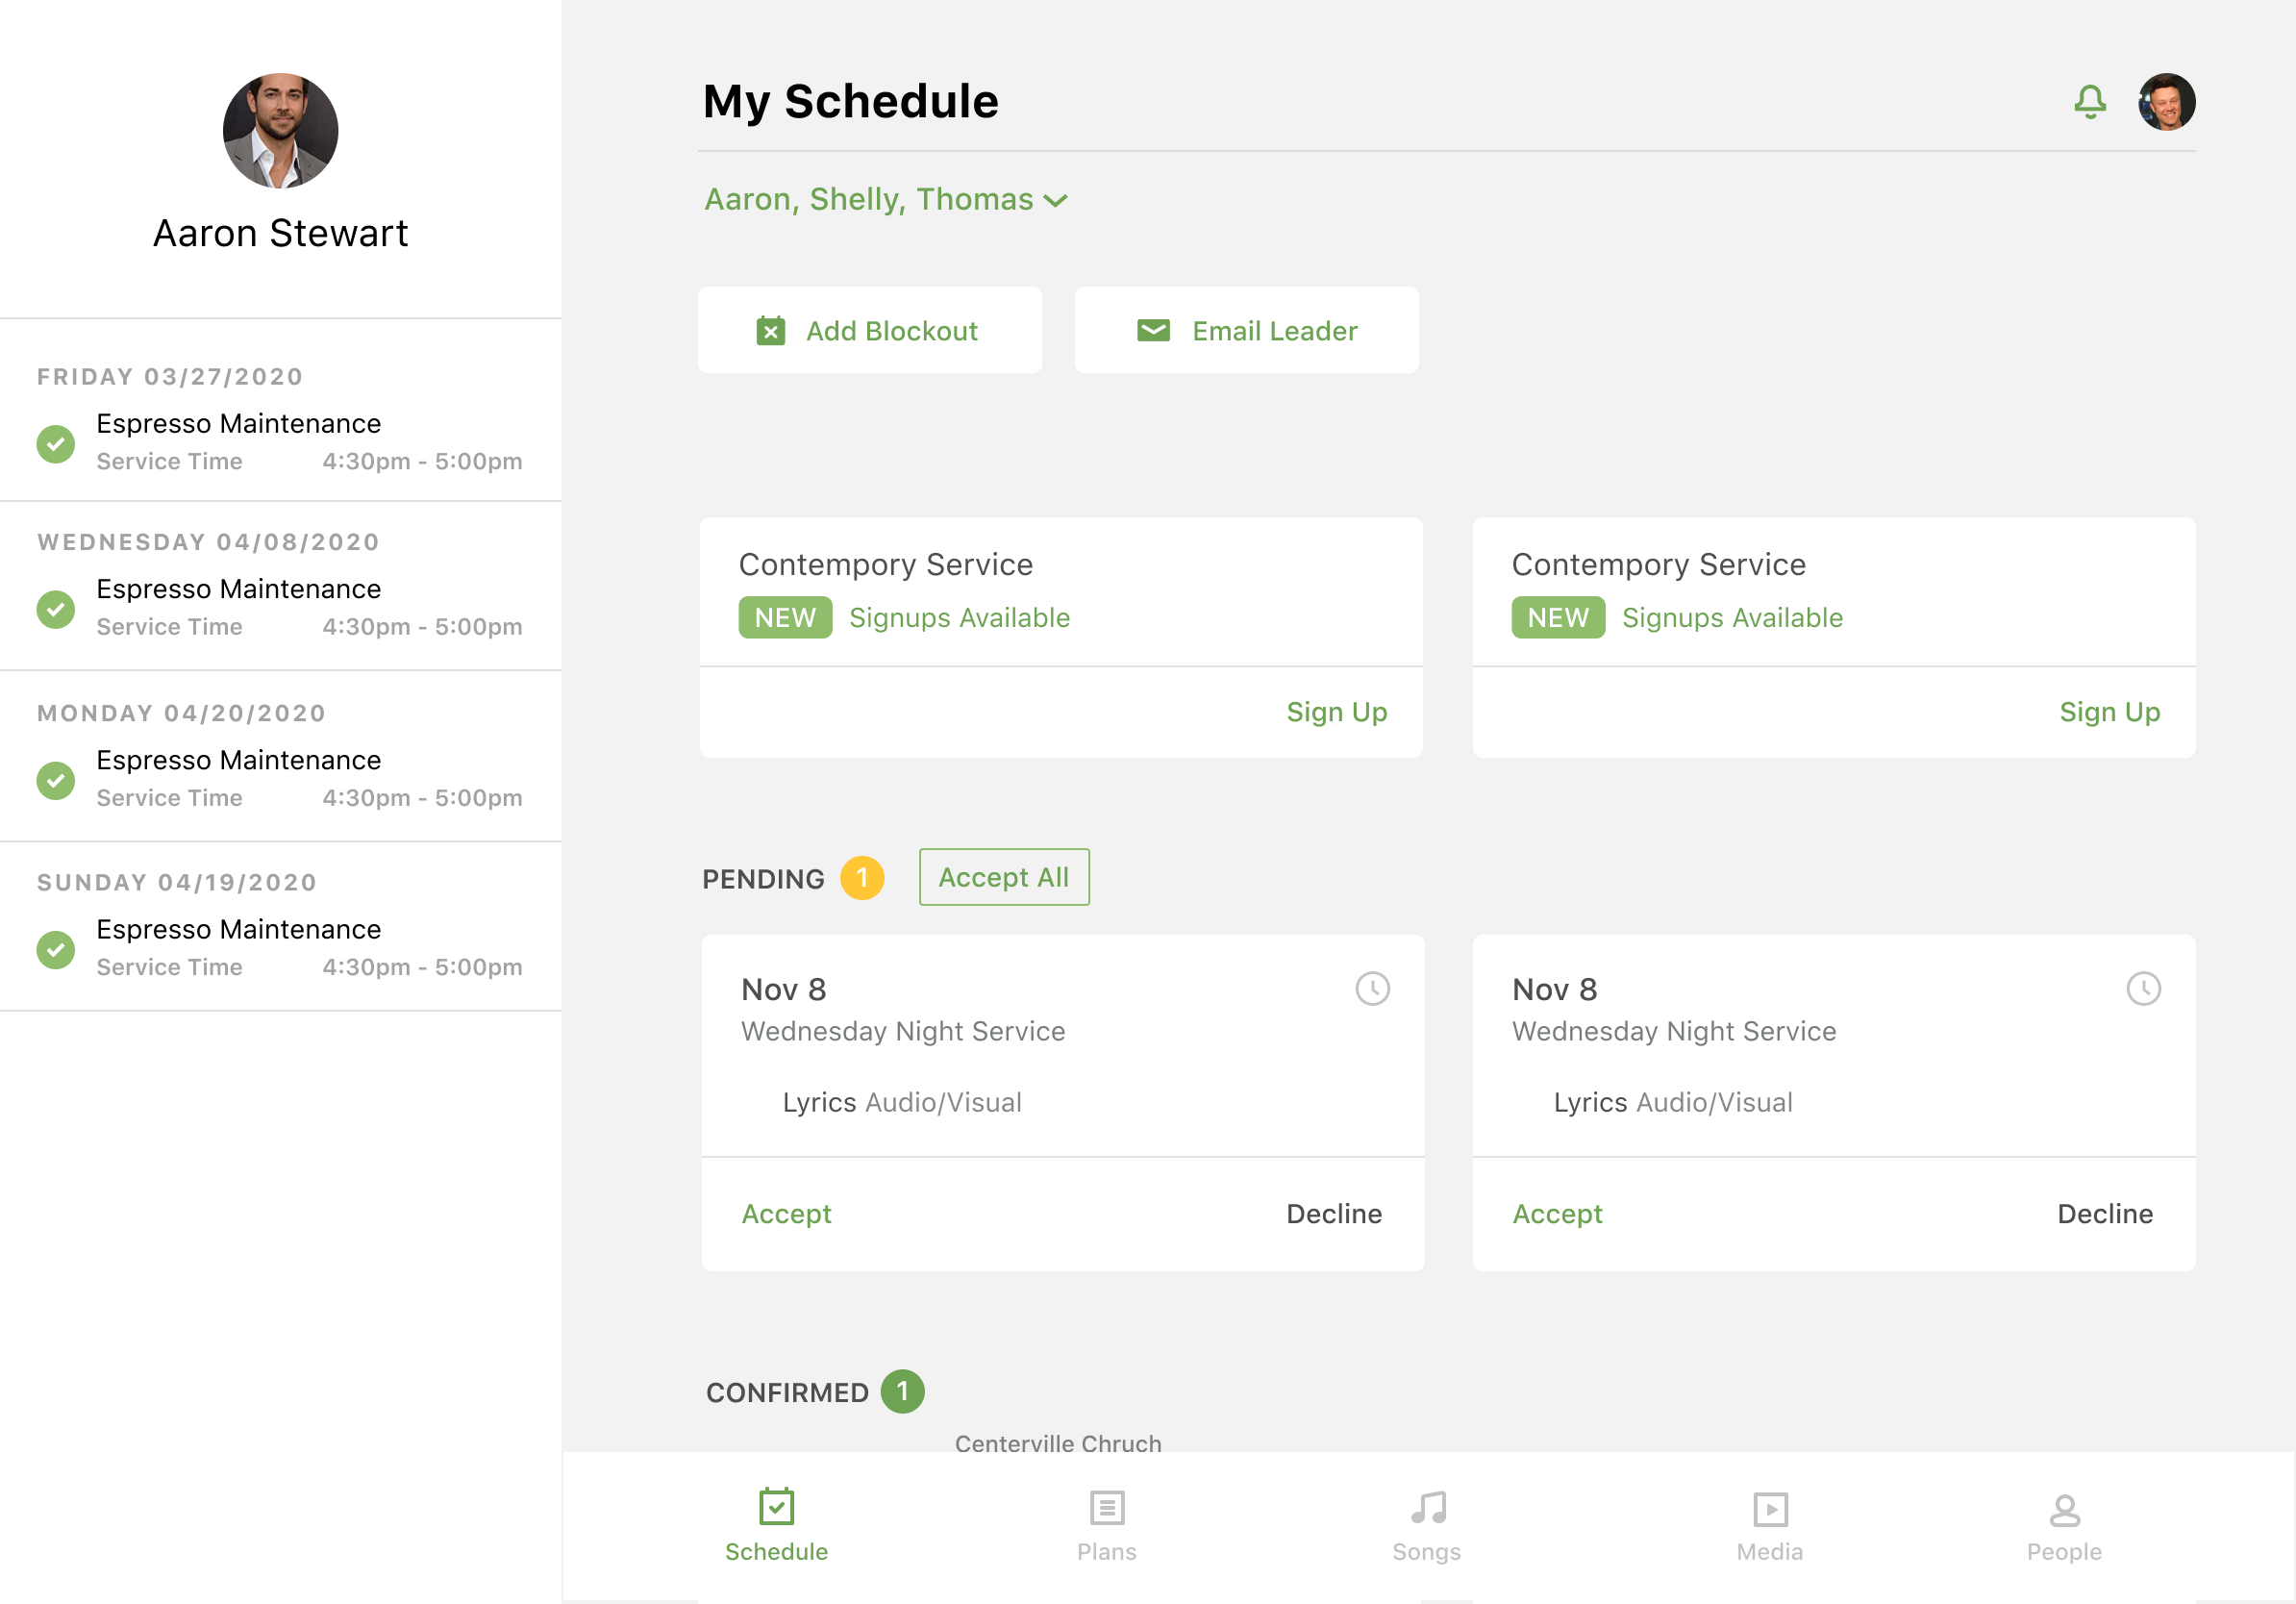 Aaron Stewart
FRIDAY 03/27/2020
Espresso Maintenance
Service Time 4:30pm - 5:00pm
WEDNESDAY 04/08/2020
Espresso Maintenance
Service Time 4:30pm - 5:00pm
MONDAY 04/20/2020
Espresso Maintenance
Service Time 4:30pm - 5:00pm
SUNDAY 04/19/2020
Espresso Maintenance
Service Time 4:30pm - 5:00pm
My Schedule
Aaron, Shelly, Thomas
Add Blockout
Email Leader
Contempory Service
NEW Signups Available
Sign Up
Contempory Service
NEW Signups Available
Sign Up
PENDING 1 Accept All
Nov 8
Wednesday Night Service
Lyrics Audio/Visual
Accept Decline
Nov 8
Wednesday Night Service
Lyrics Audio/Visual
Accept Decline
CONFIRMED 1
Centerville Chruch
Schedule
Plans
Songs
Media
People